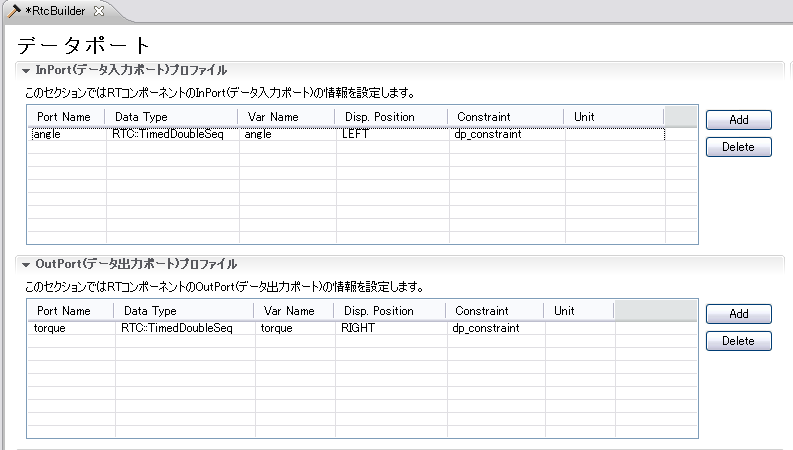 *RtcBuilder
データポート
InPort(データ入力ポート)プロファイル
このセクションではRTコンポーネントのInPort(データ入力ポート)の情報を設定します。
Port Name Data Type Var Name Disp. Position Constraint Unit
angle RTC::TimedDoubleSeq angle LEFT dp_constraint
Add
Delete
OutPort(データ出力ポート)プロファイル
このセクションではRTコンポーネントのOutPort(データ出力ポート)の情報を設定します。
Port Name Data Type Var Name Disp. Position Constraint Unit
torque RTC::TimedDoubleSeq torque RIGHT dp_constraint
Add
Delete